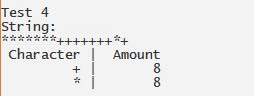 Test 4
String:
*******+++++++*+
Character | Amount
+ | 8
* | 8